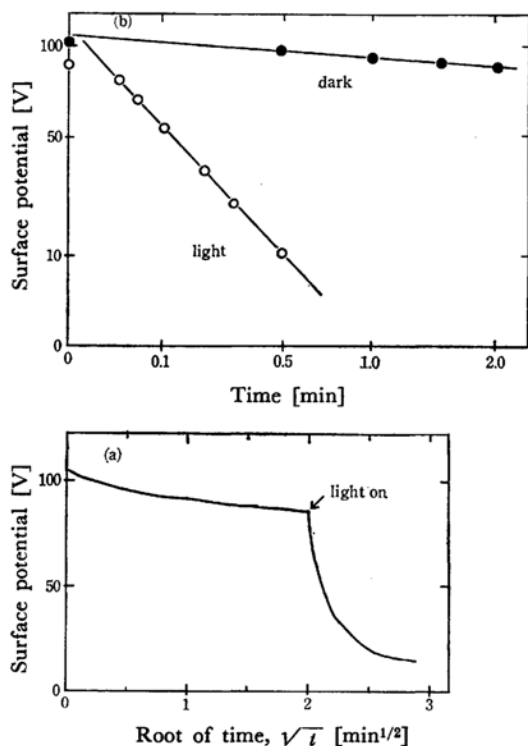 (b)
100
dark
50
light
10
0
Surface potential [V]
0
0.1
0.5
1.0
2.0
Time [min]
(a)
100
light on
50
0
Surface potential [V]
0
1
2
3
Root of time, √t [min1/2]